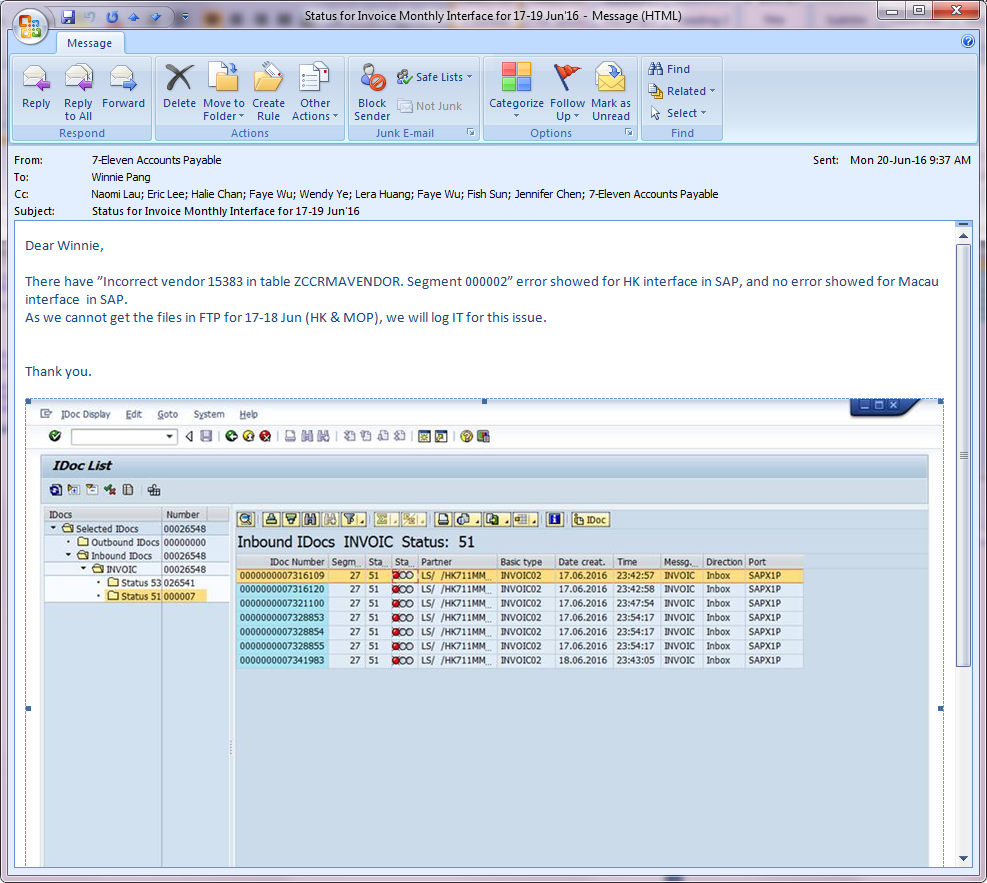 Status for Invoice Monthly Interface for 17-19 Jun'16 - Message (HTML)
Message
Reply
Reply to All
Forward
Delete
Move to Folder
Create Rule
Other Actions
Block Sender
Safe Lists
Not Junk
Categorize
Follow Up
Mark as Unread
Find
Related
Select
Respond
Actions
Junk E-mail
Options
Find
From: 7-Eleven Accounts Payable Sent: Mon 20-Jun-16 9:37 AM
To: Winnie Pang
Cc: Naomi Lau; Eric Lee; Halie Chan; Faye Wu; Wendy Ye; Lera Huang; Faye Wu; Fish Sun; Jennifer Chen; 7-Eleven Accounts Payable
Subject: Status for Invoice Monthly Interface for 17-19 Jun'16
Dear Winnie,
There have ”Incorrect vendor 15383 in table ZCCRMAVENDOR. Segment 000002” error showed for HK interface in SAP, and no error showed for Macau
interface in SAP.
As we cannot get the files in FTP for 17-18 Jun (HK & MOP), we will log IT for this issue.
Thank you.
IDoc Display Edit Goto System Help
IDoc List
IDocs Number
Selected IDocs 00026548
Outbound IDocs 00000000
Inbound IDocs 00026548
INVOIC 00026548
Status 53 026541
Status 51 000007
IDoc
Inbound IDocs INVOIC Status: 51
IDoc Number Segm... Sta... Sta... Partner Basic type Date creat. Time Messg... Direction Port
0000000007316109 27 51 LS/ /HK711MM... INVOIC02 17.06.2016 23:42:57 INVOIC Inbox SAPX1P
0000000007316120 27 51 LS/ /HK711MM... INVOIC02 17.06.2016 23:42:58 INVOIC Inbox SAPX1P
0000000007321100 27 51 LS/ /HK711MM... INVOIC02 17.06.2016 23:47:54 INVOIC Inbox SAPX1P
0000000007328853 27 51 LS/ /HK711MM... INVOIC02 17.06.2016 23:54:17 INVOIC Inbox SAPX1P
0000000007328854 27 51 LS/ /HK711MM... INVOIC02 17.06.2016 23:54:17 INVOIC Inbox SAPX1P
0000000007328855 27 51 LS/ /HK711MM... INVOIC02 17.06.2016 23:54:17 INVOIC Inbox SAPX1P
0000000007341983 27 51 LS/ /HK711MM... INVOIC02 18.06.2016 23:43:05 INVOIC Inbox SAPX1P